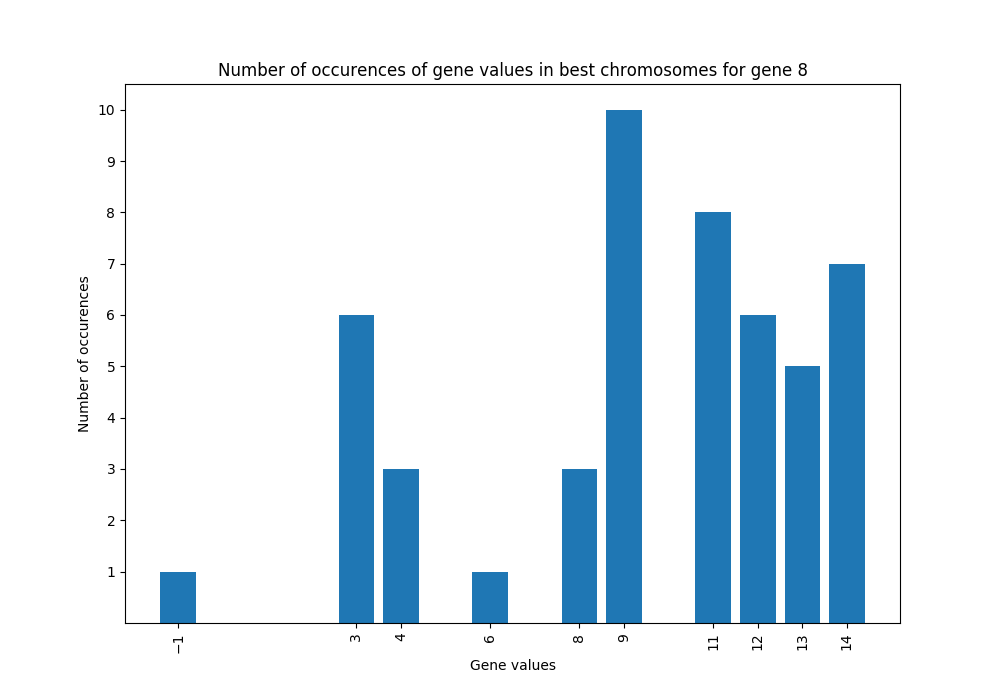 Number of occurences of gene values in best chromosomes for gene 8
10
9
8
7
6
5
4
3
2
1
Number of occurences
−1 3 4 6 8 9 11 12 13 14
Gene values